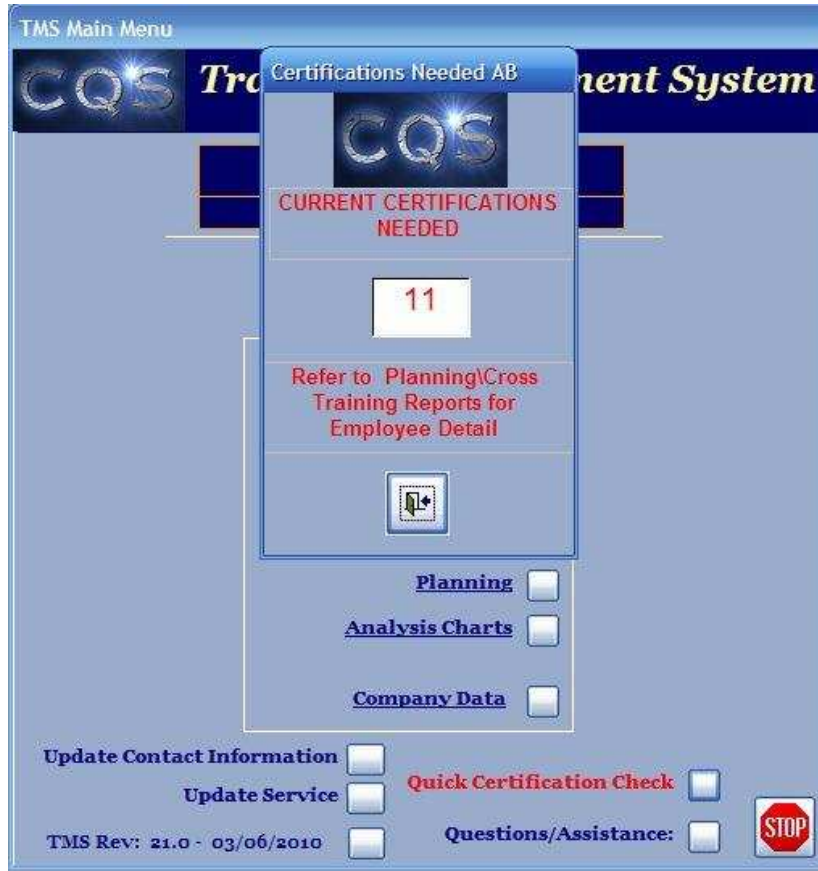 TMS Main Menu
CQS Tra ment System
Certifications Needed AB
CQS
CURRENT CERTIFICATIONS
NEEDED
11
Refer to Planning\Cross
Training Reports for
Employee Detail
Planning
Analysis Charts
Company Data
Update Contact Information
Update Service
Quick Certification Check
TMS Rev: 21.0 - 03/06/2010
Questions/Assistance:
STOP